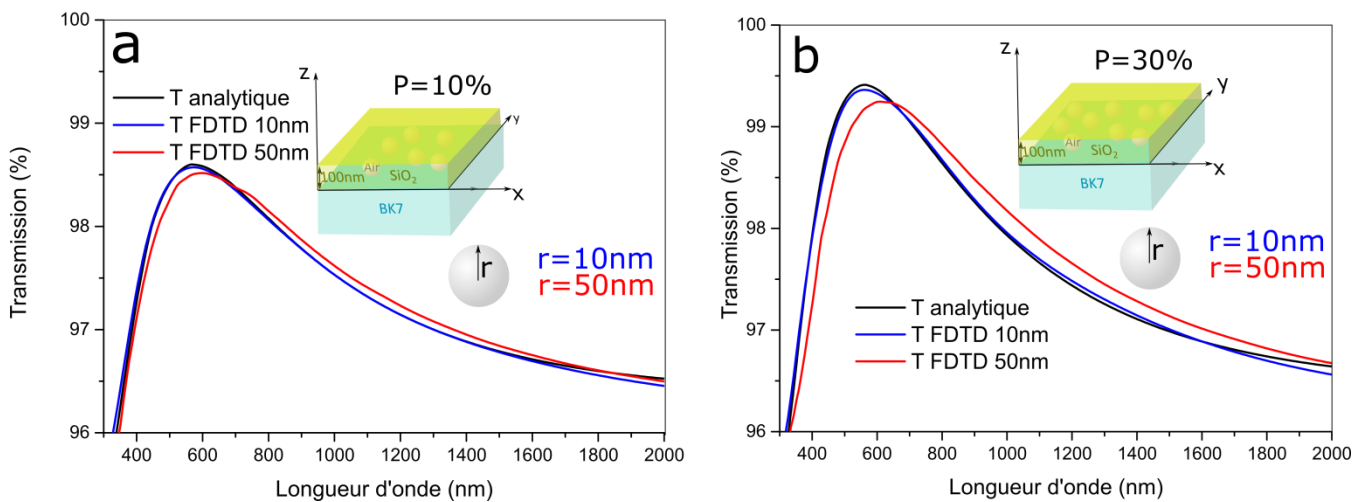 a
P=10%
T analytique
T FDTD 10nm
T FDTD 50nm
z
y
x
100nm
Air
SiO₂
BK7
r
r=10nm
r=50nm
Transmission (%)
100
99
98
97
96
400 600 800 1000 1200 1400 1600 1800 2000
Longueur d'onde (nm)
b
P=30%
z
y
x
100nm
Air
SiO₂
BK7
r
r=10nm
r=50nm
T analytique
T FDTD 10nm
T FDTD 50nm
Transmission (%)
100
99
98
97
96
400 600 800 1000 1200 1400 1600 1800 2000
Longueur d'onde (nm)